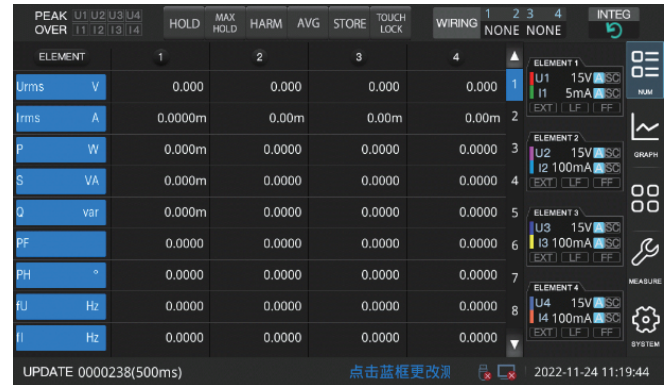 PEAK U1 U2 U3 U4
OVER I1 I2 I3 I4
HOLD
MAX HOLD
HARM
AVG
STORE
TOUCH LOCK
WIRING 1 2 3 4
NONE NONE
INTEG
ELEMENT 1 2 3 4
Urms V 0.000 0.000 0.000 0.000
Irms A 0.0000m 0.00m 0.00m 0.00m
P W 0.000m 0.0000 0.0000 0.0000
S VA 0.000m 0.0000 0.0000 0.0000
Q var 0.000m 0.0000 0.0000 0.0000
PF 0.0000 0.0000 0.0000 0.0000
PH ° 0.0000 0.0000 0.0000 0.0000
fU Hz 0.0000 0.0000 0.0000 0.0000
fI Hz 0.0000 0.0000 0.0000 0.0000
1
2
3
4
5
6
7
8
ELEMENT 1
U1 15V A SC
I1 5mA A SC
EXT LF FF
ELEMENT 2
U2 15V A SC
I2 100mA A SC
EXT LF FF
ELEMENT 3
U3 15V A SC
I3 100mA A SC
EXT LF FF
ELEMENT 4
U4 15V A SC
I4 100mA A SC
EXT LF FF
NUM
GRAPH
MEASURE
SYSTEM
UPDATE 0000238(500ms)
点击蓝框更改测
2022-11-24 11:19:44